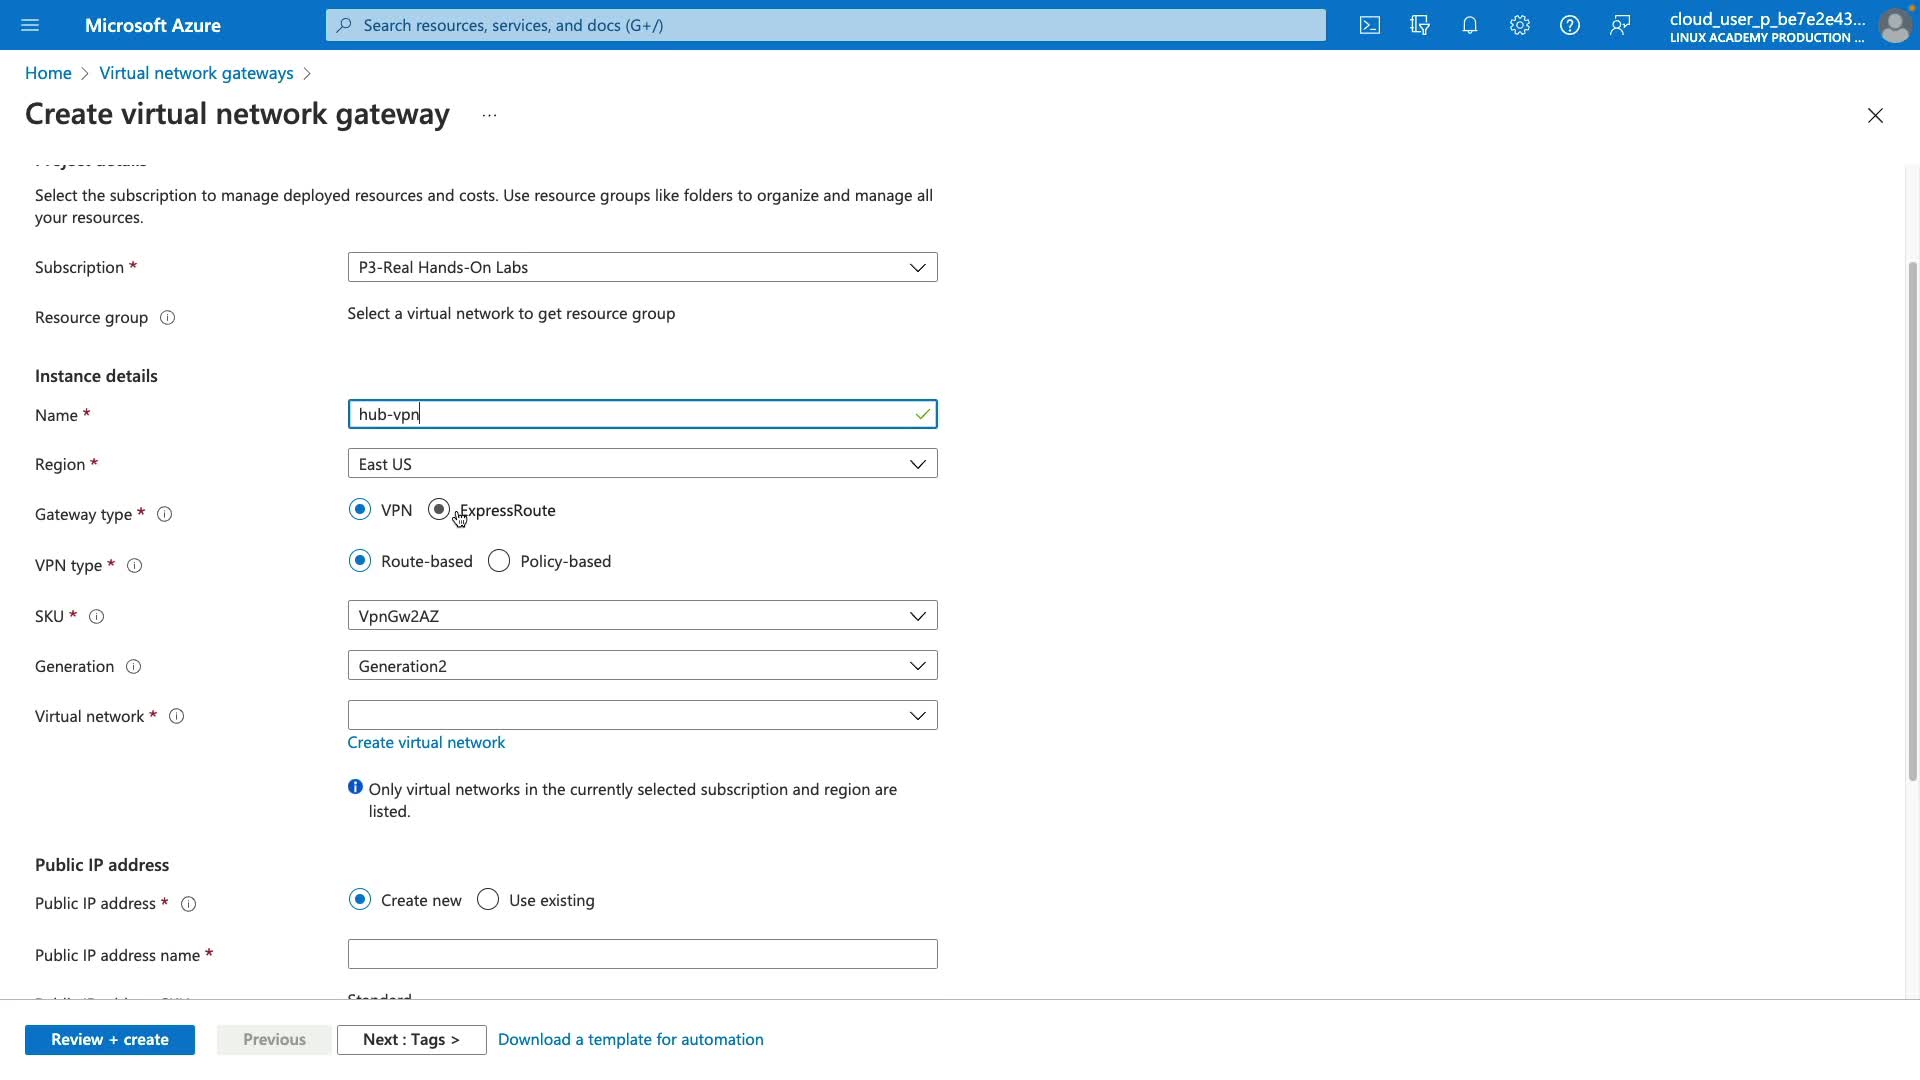 Microsoft Azure
Search resources, services, and docs (G+/)
cloud_user_p_be7e2e43...
LINUX ACADEMY PRODUCTION ...
Home > Virtual network gateways >
Create virtual network gateway ...
Select the subscription to manage deployed resources and costs. Use resource groups like folders to organize and manage all
your resources.
Subscription * P3-Real Hands-On Labs
Resource group Select a virtual network to get resource group
Instance details
Name * hub-vpn
Region * East US
Gateway type * VPN ExpressRoute
VPN type * Route-based Policy-based
SKU * VpnGw2AZ
Generation Generation2
Virtual network *
Create virtual network
Only virtual networks in the currently selected subscription and region are
listed.
Public IP address
Public IP address * Create new Use existing
Public IP address name *
Standard
Review + create Previous Next : Tags > Download a template for automation